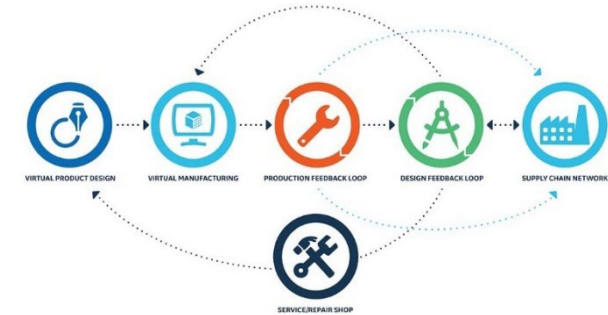 VIRTUAL PRODUCT DESIGN
VIRTUAL MANUFACTURING
PRODUCTION FEEDBACK LOOP
DESIGN FEEDBACK LOOP
SUPPLY CHAIN NETWORK
SERVICE/REPAIR SHOP